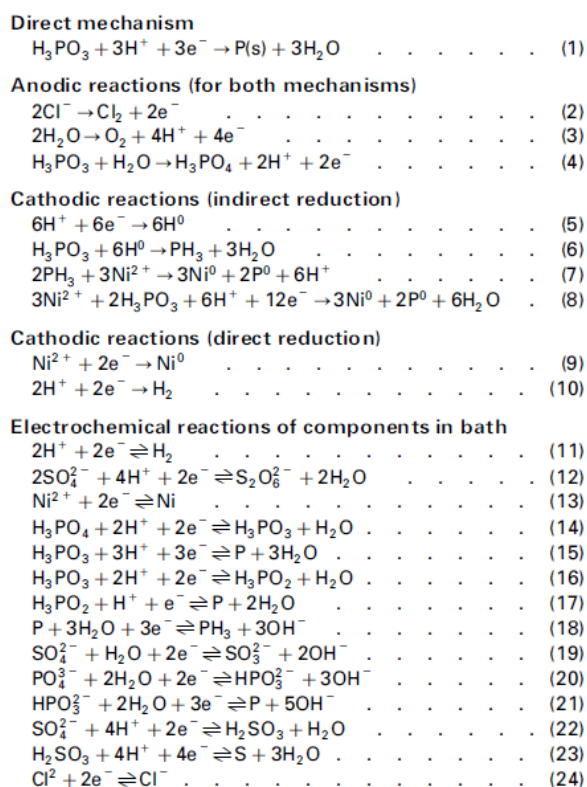 Direct mechanism
H₃PO₃ + 3H⁺ + 3e⁻ → P(s) + 3H₂O . . . . . . (1)
Anodic reactions (for both mechanisms)
2Cl⁻ → Cl₂ + 2e⁻ . . . . . . . . . . . (2)
2H₂O → O₂ + 4H⁺ + 4e⁻ . . . . . . . . . (3)
H₃PO₃ + H₂O → H₃PO₄ + 2H⁺ + 2e⁻ . . . . . . (4)
Cathodic reactions (indirect reduction)
6H⁺ + 6e⁻ → 6H⁰ . . . . . . . . . . . (5)
H₃PO₃ + 6H⁰ → PH₃ + 3H₂O . . . . . . . . (6)
2PH₃ + 3Ni²⁺ → 3Ni⁰ + 2P⁰ + 6H⁺ . . . . . . (7)
3Ni²⁺ + 2H₃PO₃ + 6H⁺ + 12e⁻ → 3Ni⁰ + 2P⁰ + 6H₂O . (8)
Cathodic reactions (direct reduction)
Ni²⁺ + 2e⁻ → Ni⁰ . . . . . . . . . . . (9)
2H⁺ + 2e⁻ → H₂ . . . . . . . . . . . (10)
Electrochemical reactions of components in bath
2H⁺ + 2e⁻ ⇌ H₂ . . . . . . . . . . . (11)
2SO₄²⁻ + 4H⁺ + 2e⁻ ⇌ S₂O₆²⁻ + 2H₂O . . . . . (12)
Ni²⁺ + 2e⁻ ⇌ Ni . . . . . . . . . . . (13)
H₃PO₄ + 2H⁺ + 2e⁻ ⇌ H₃PO₃ + H₂O . . . . . . (14)
H₃PO₃ + 3H⁺ + 3e⁻ ⇌ P + 3H₂O . . . . . . . (15)
H₃PO₃ + 2H⁺ + 2e⁻ ⇌ H₃PO₂ + H₂O . . . . . . (16)
H₃PO₂ + H⁺ + e⁻ ⇌ P + 2H₂O . . . . . . . (17)
P + 3H₂O + 3e⁻ ⇌ PH₃ + 3OH⁻ . . . . . . . (18)
SO₄²⁻ + H₂O + 2e⁻ ⇌ SO₃²⁻ + 2OH⁻ . . . . . . (19)
PO₄³⁻ + 2H₂O + 2e⁻ ⇌ HPO₃²⁻ + 3OH⁻ . . . . . (20)
HPO₃²⁻ + 2H₂O + 3e⁻ ⇌ P + 5OH⁻ . . . . . . (21)
SO₄²⁻ + 4H⁺ + 2e⁻ ⇌ H₂SO₃ + H₂O . . . . . . (22)
H₂SO₃ + 4H⁺ + 4e⁻ ⇌ S + 3H₂O . . . . . . . (23)
Cl² + 2e⁻ ⇌ Cl⁻ . . . . . . . . . . . (24)